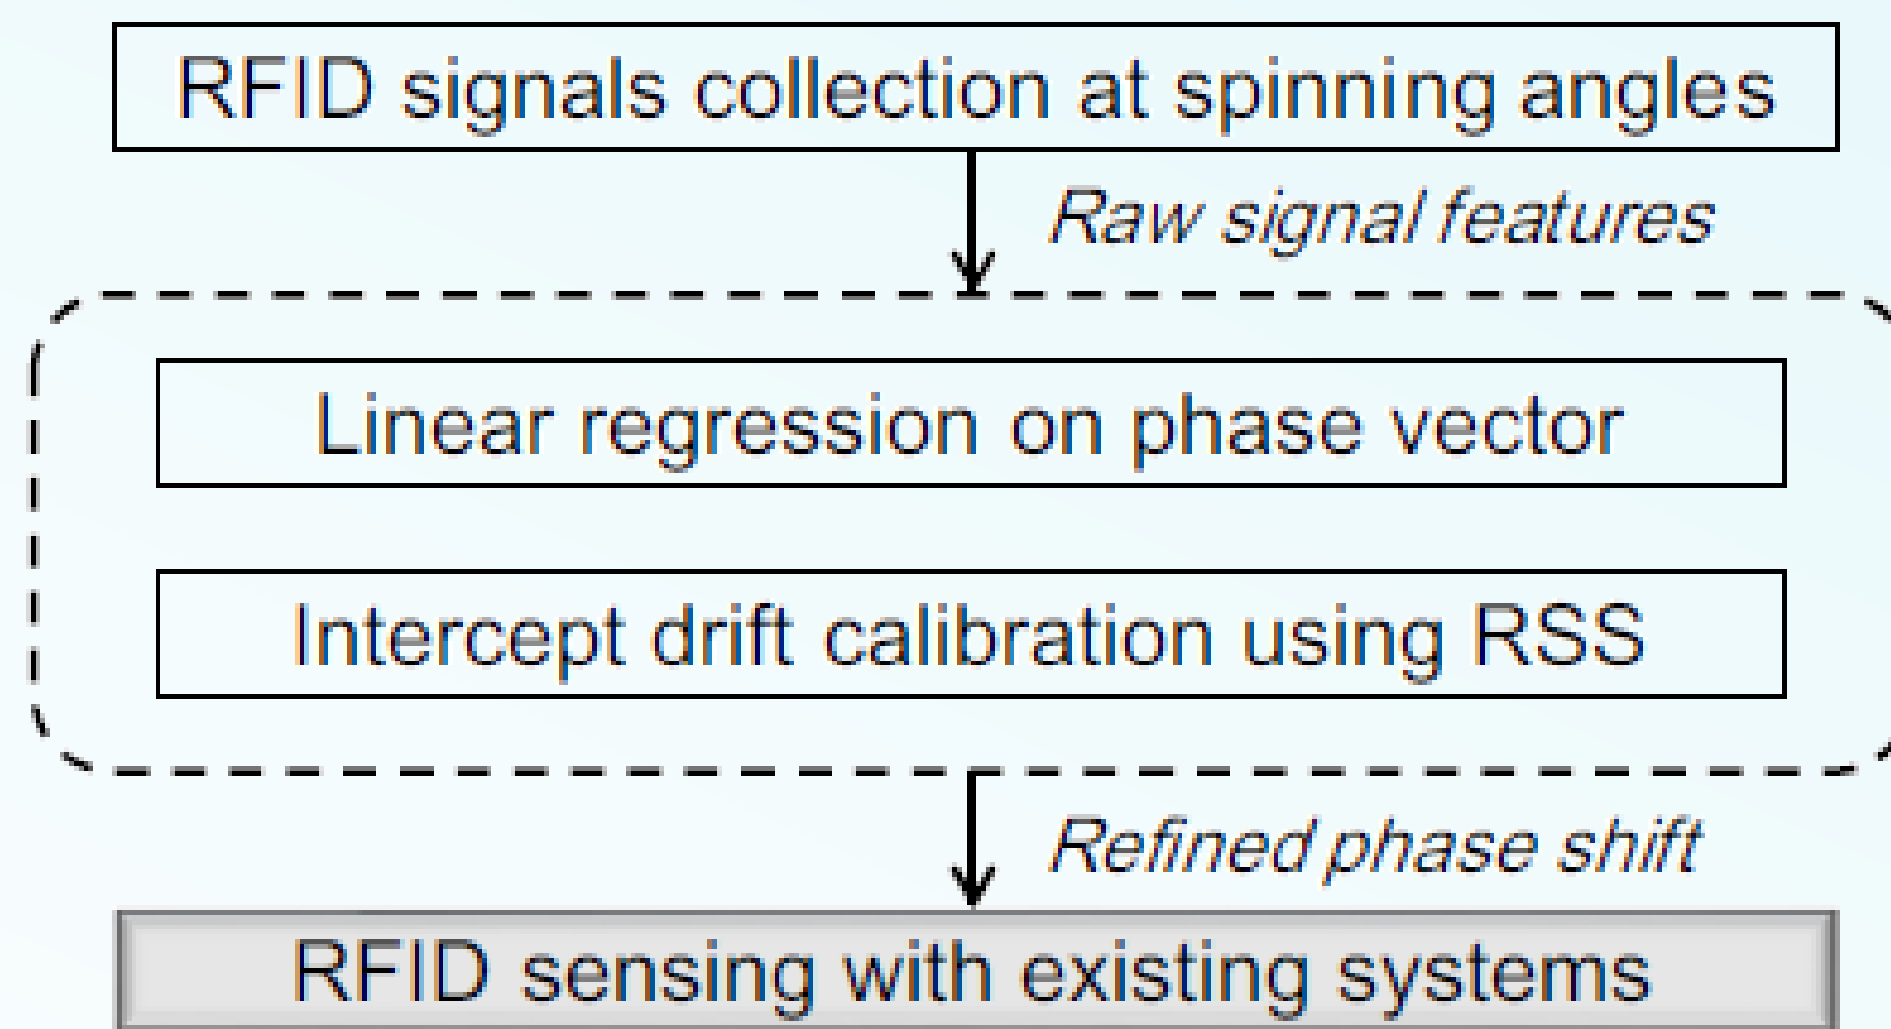 RFID signals collection at spinning angles
Raw signal features
Linear regression on phase vector
Intercept drift calibration using RSS
Refined phase shift
RFID sensing with existing systems